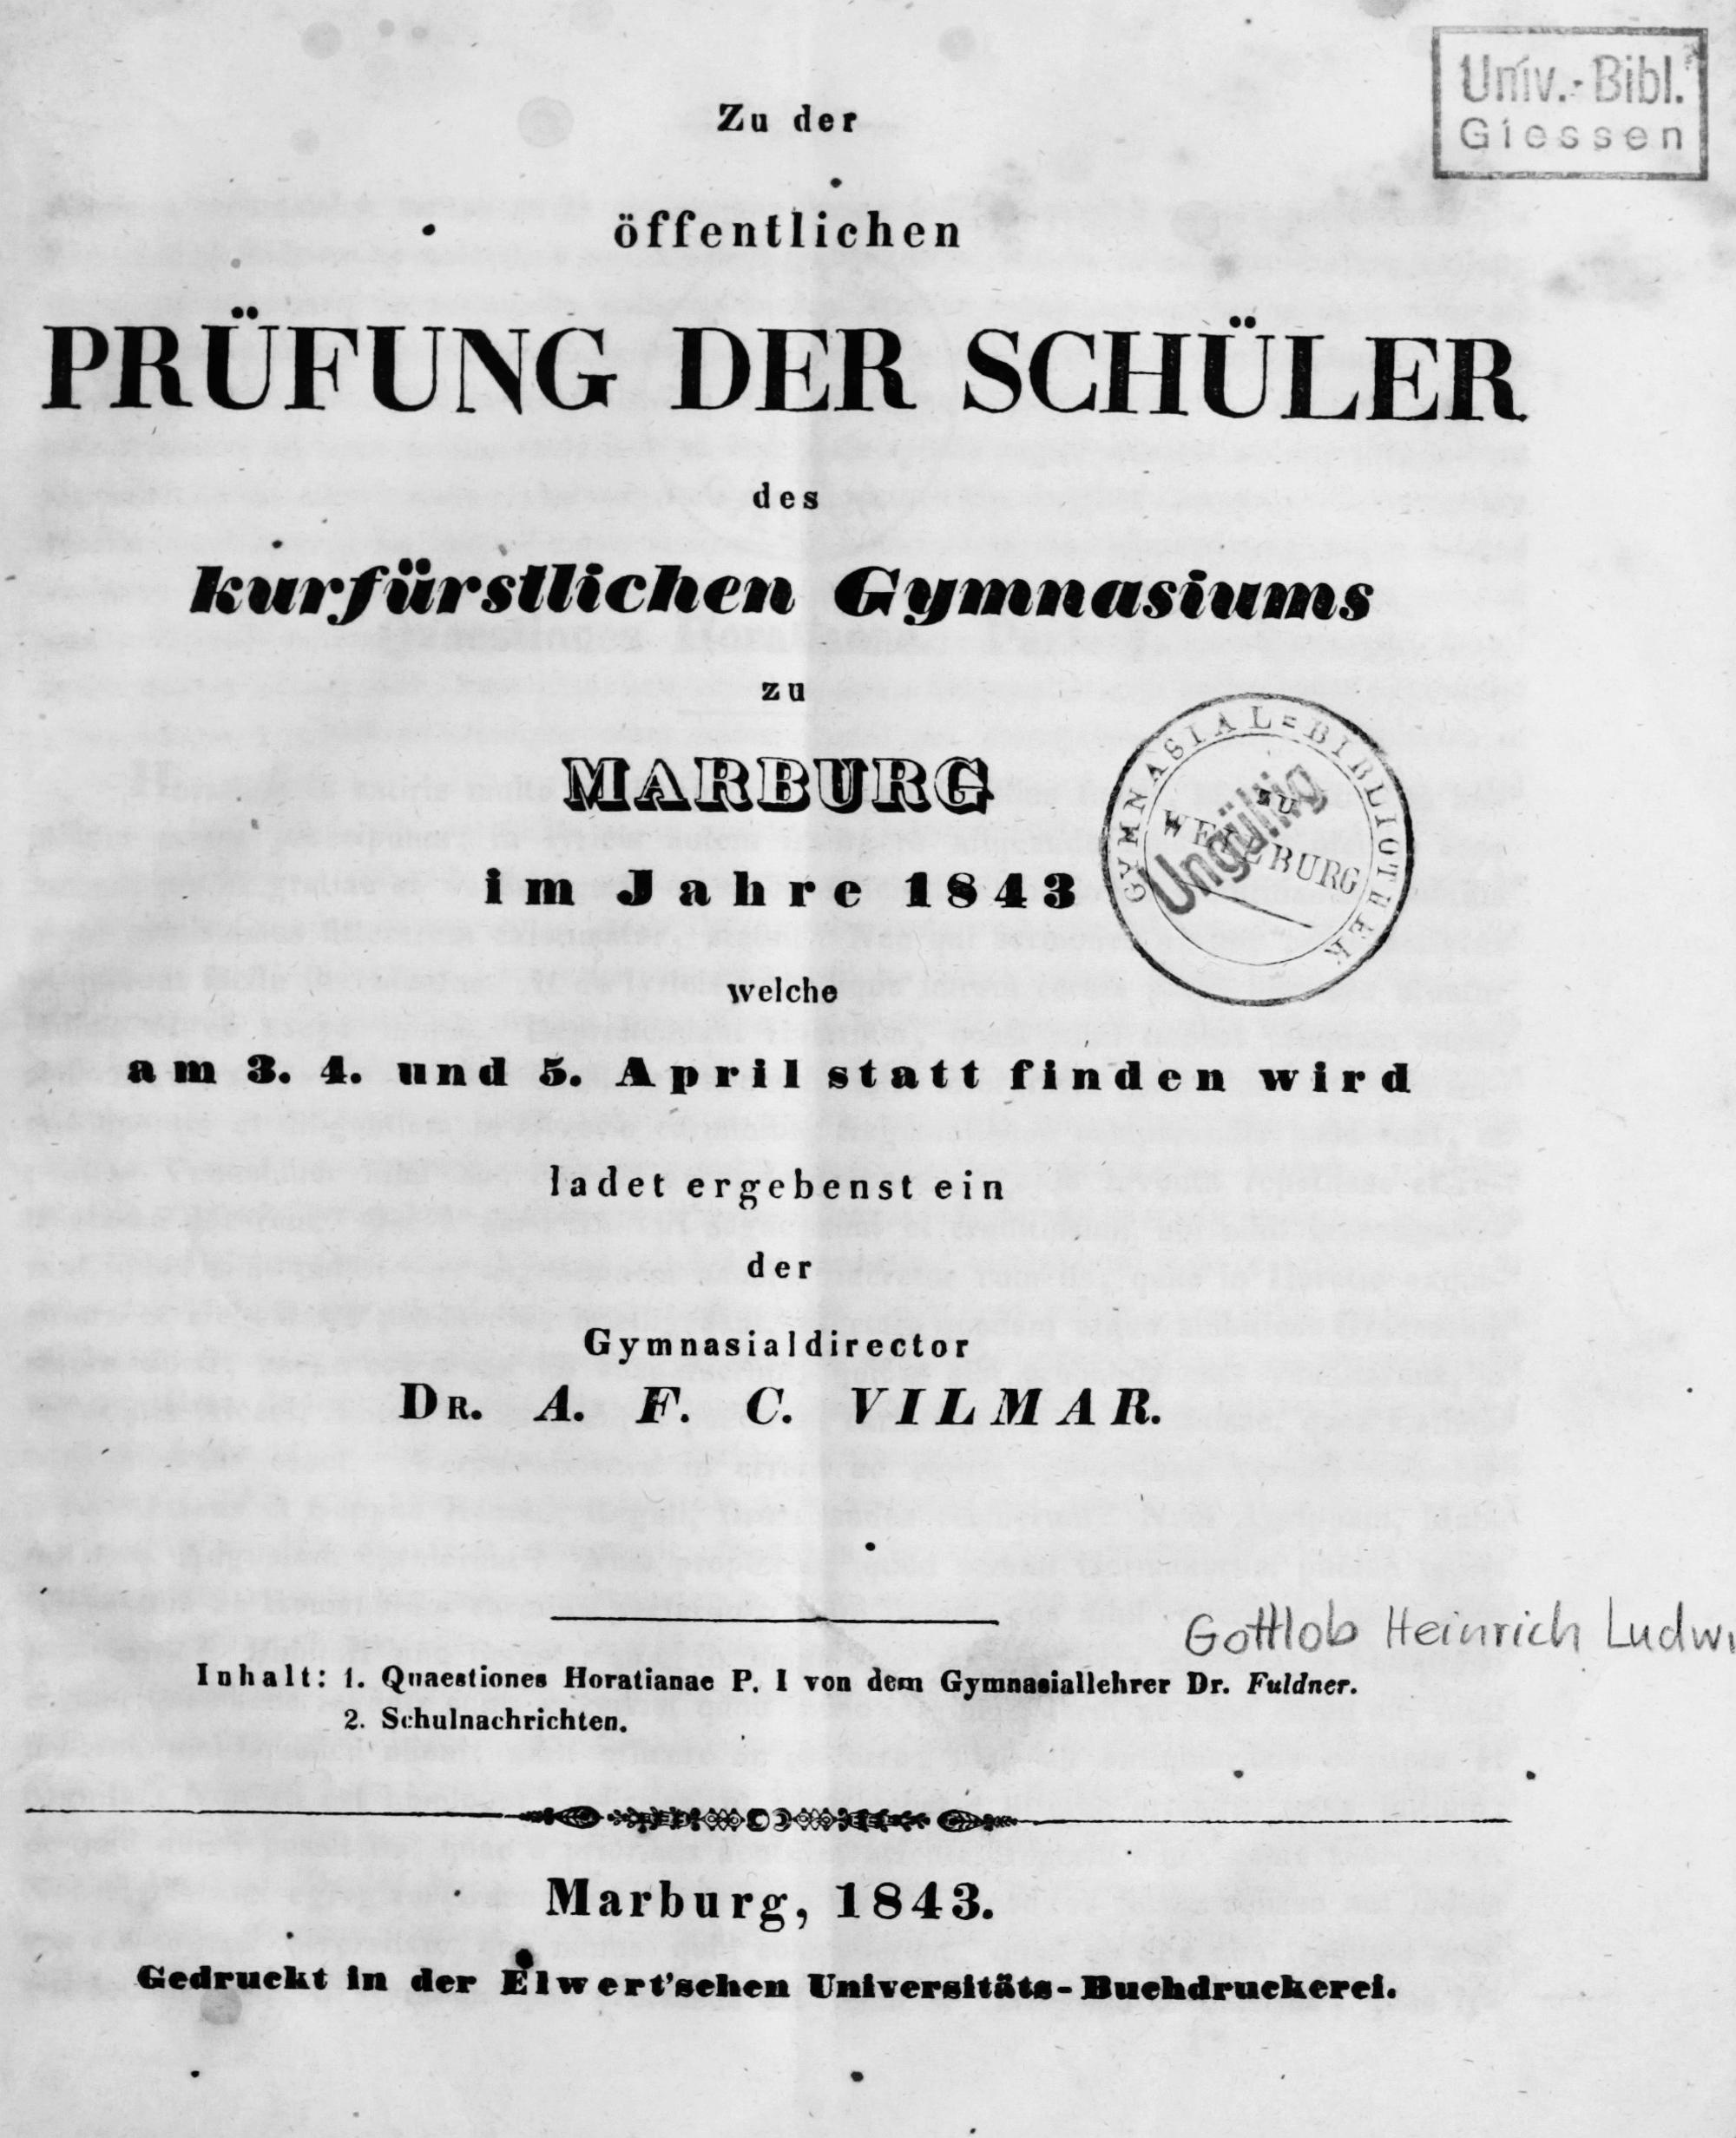 Univ.-Bibl.
Giessen
Zu der
öffentlichen
PRÜFUNG DER SCHÜLER
des
kurfürstlichen Gymnasiums
zu
MARBURG
GYMNASIAL=BIBLIOTHEK
ZU
WEILBURG
Ungültig
im Jahre 1843
welche
am 3. 4. und 5. April statt finden wird
ladet ergebenst ein
der
Gymnasialdirector
DR. A. F. C. VILMAR.
Gottlob Heinrich
Inhalt: 1. Quaestiones Horatianae P. I von dem Gymnasiallehrer Dr. Fuldner.
2. Schulnachrichten.
Marburg, 1843.
Gedruckt in der Elwert'schen Universitäts-Buchdruckerei.